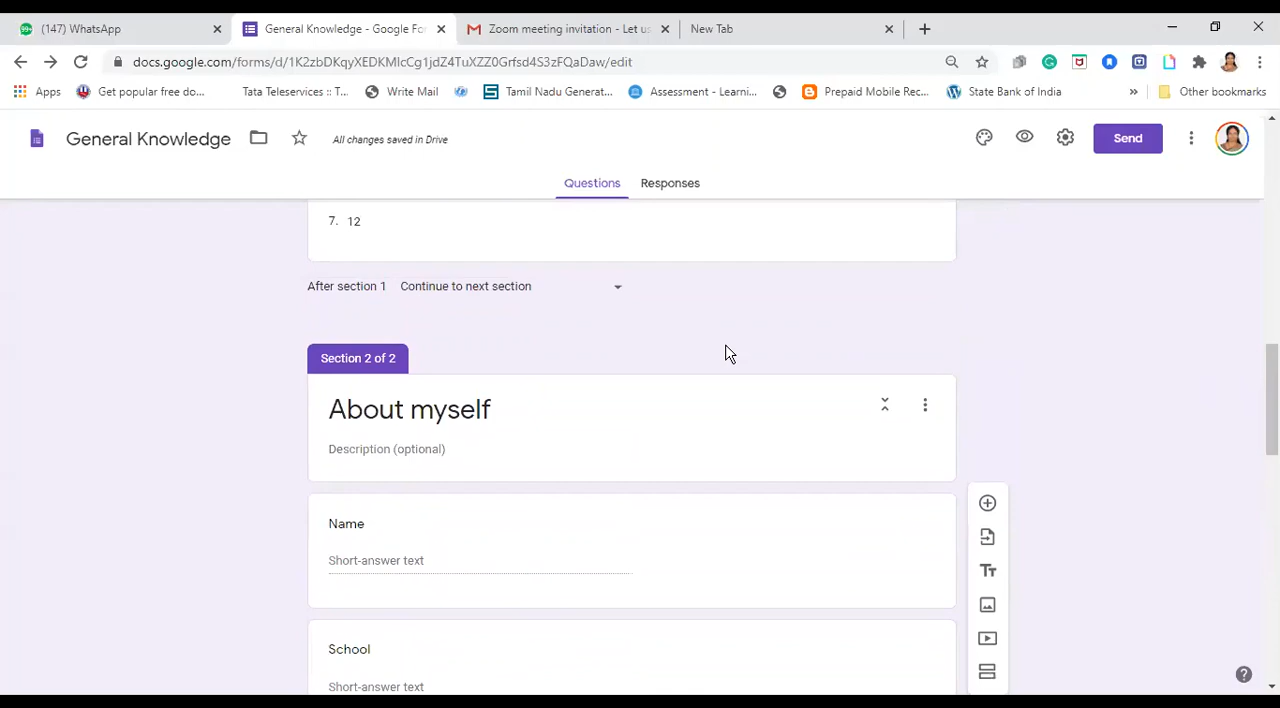 (147) WhatsApp
General Knowledge - Google For
Zoom meeting invitation - Let us
New Tab
docs.google.com/forms/d/1K2zbDKqyXEDKMlcCg1jdZ4TLKZZ0Grfs4S3zFQaDaw/edit
Apps
Get popular free do...
Tata Teleservices :: T...
Write Mail
Tamil Nadu Generat...
Assessment - Learni...
Prepaid Mobile Rec...
State Bank of India
»
Other bookmarks
General Knowledge
All changes saved in Drive
Send
Questions
Responses
7. 12
After section 1 Continue to next section
Section 2 of 2
About myself
Description (optional)
Name
Short-answer text
School
Short-answer text